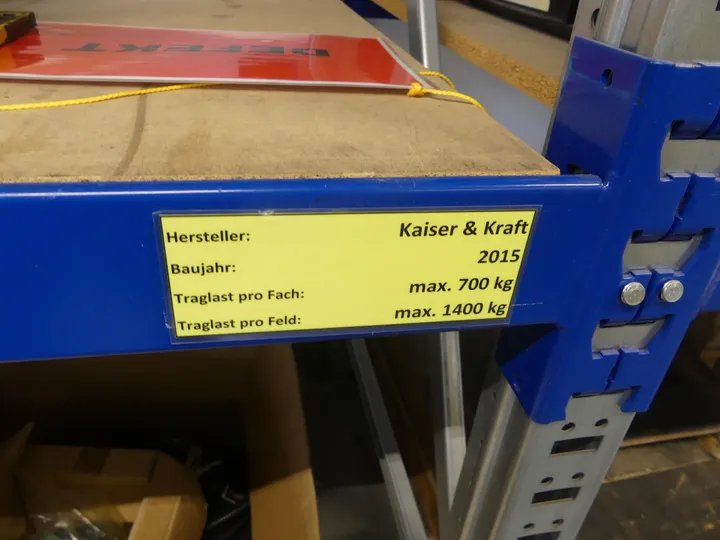 DEFEKT
Hersteller: Kaiser & Kraft
Baujahr: 2015
Traglast pro Fach: max. 700 kg
Traglast pro Feld: max. 1400 kg